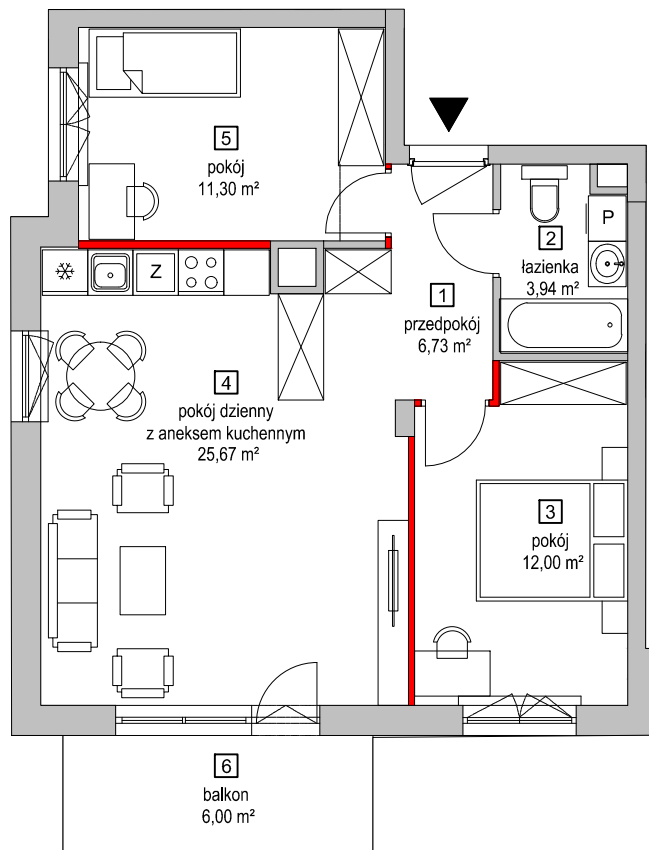 5
pokój
11,30 m²
P
2
łazienka
3,94 m²
Z
1
przedpokój
6,73 m²
4
pokój dzienny
z aneksem kuchennym
25,67 m²
3
pokój
12,00 m²
6
balkon
6,00 m²